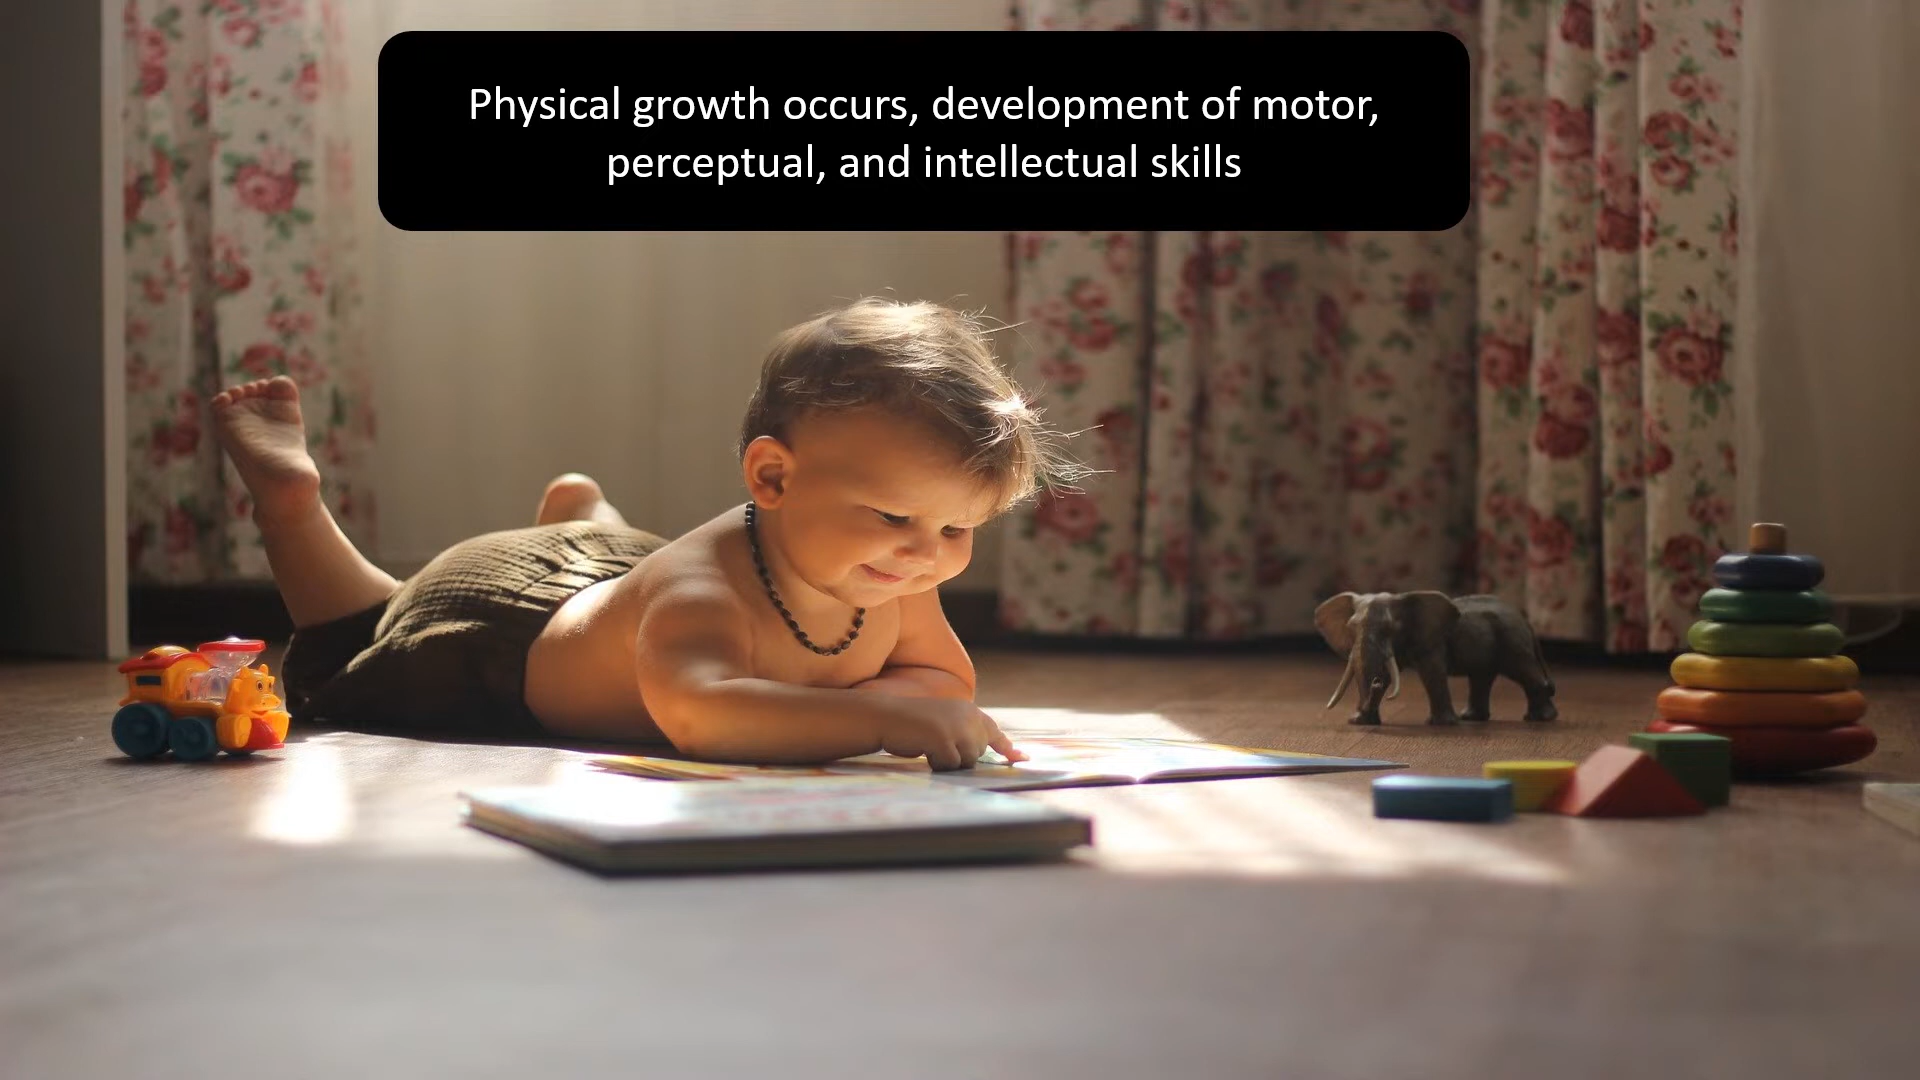 Physical growth occurs, development of motor,
perceptual, and intellectual skills